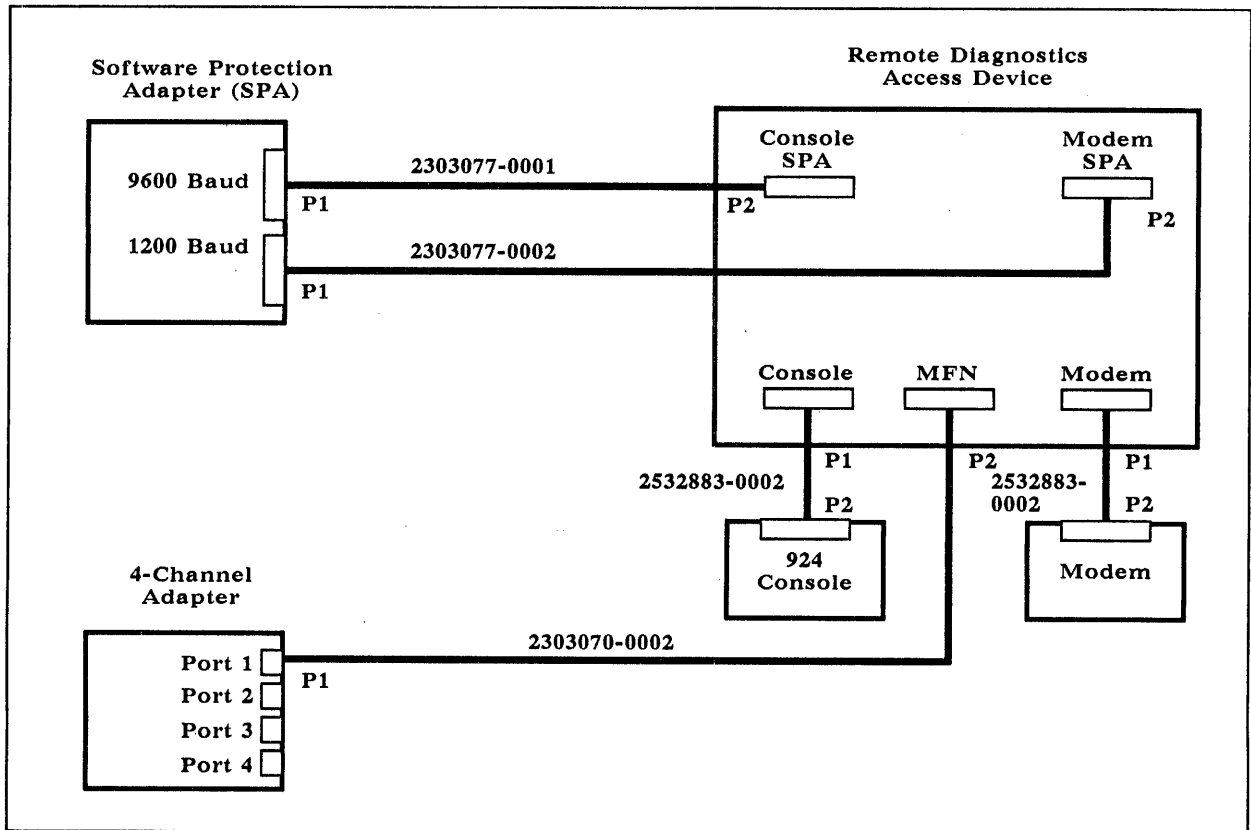 Software Protection
Adapter (SPA)
Remote Diagnostics
Access Device
9600 Baud
P1
2303077-0001
P2
Console
SPA
Modem
SPA
P2
1200 Baud
P1
2303077-0002
Console
MFN
Modem
P1
P2
P1
2532883-0002
P2
2532883-
0002
P2
924
Console
Modem
4-Channel
Adapter
Port 1
P1
2303070-0002
Port 2
Port 3
Port 4